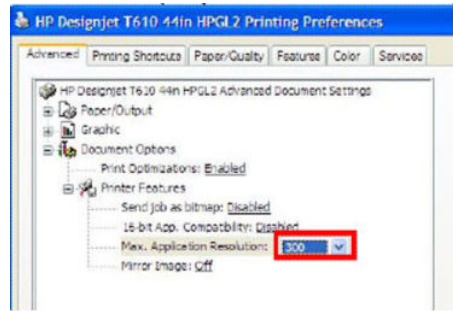 HP Designjet T610 44in HPGL2 Printing Preferences
Advanced Printing Shortcuts Paper/Quality Features Color Services
HP Designjet T610 44in HPGL2 Advanced Document Settings
Paper/Output
Graphic
Document Options
Print Optimizations: Enabled
Printer Features
Send job as bitmap: Disabled
16-bit App. Compatibility: Disabled
Max. Application Resolution: 300
Mirror Image: Off